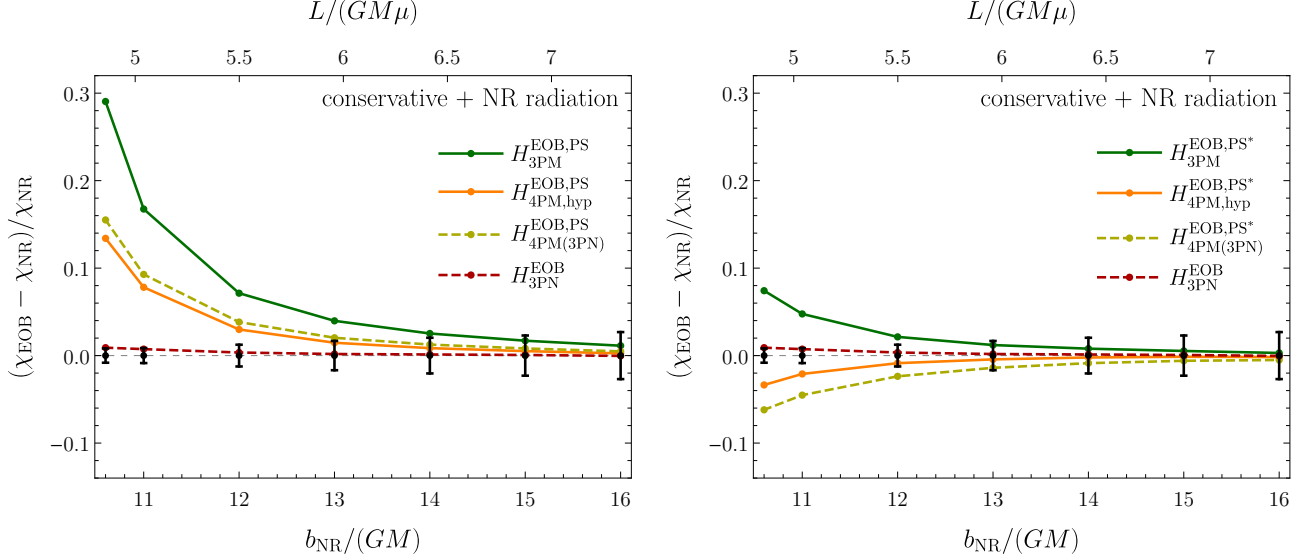 L/(GMμ)
5 5.5 6 6.5 7
(χ_EOB − χ_NR)/χ_NR
0.3
0.2
0.1
0.0
−0.1
conservative + NR radiation
H_3PM^EOB,PS
H_4PM,hyp^EOB,PS
H_4PM(3PN)^EOB,PS
H_3PN^EOB
11 12 13 14 15 16
b_NR/(GM)
L/(GMμ)
5 5.5 6 6.5 7
(χ_EOB − χ_NR)/χ_NR
0.3
0.2
0.1
0.0
−0.1
conservative + NR radiation
H_3PM^EOB,PS*
H_4PM,hyp^EOB,PS*
H_4PM(3PN)^EOB,PS*
H_3PN^EOB
11 12 13 14 15 16
b_NR/(GM)